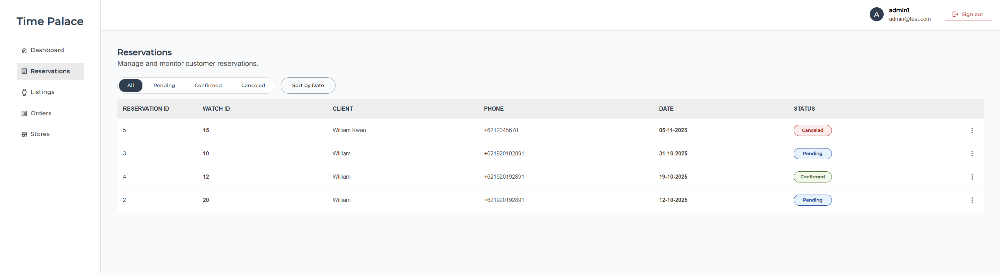 Time Palace
Dashboard
Reservations
Listings
Orders
Stores
A
admin1
admin@test.com
Sign out
Reservations
Manage and monitor customer reservations.
All Pending Confirmed Canceled Sort by Date
RESERVATION ID WATCH ID CLIENT PHONE DATE STATUS
5 15 William Kwan +6212345678 05-11-2025 Canceled
3 10 William +621920192891 31-10-2025 Pending
4 12 William +621920192891 19-10-2025 Confirmed
2 20 William +621920192891 12-10-2025 Pending